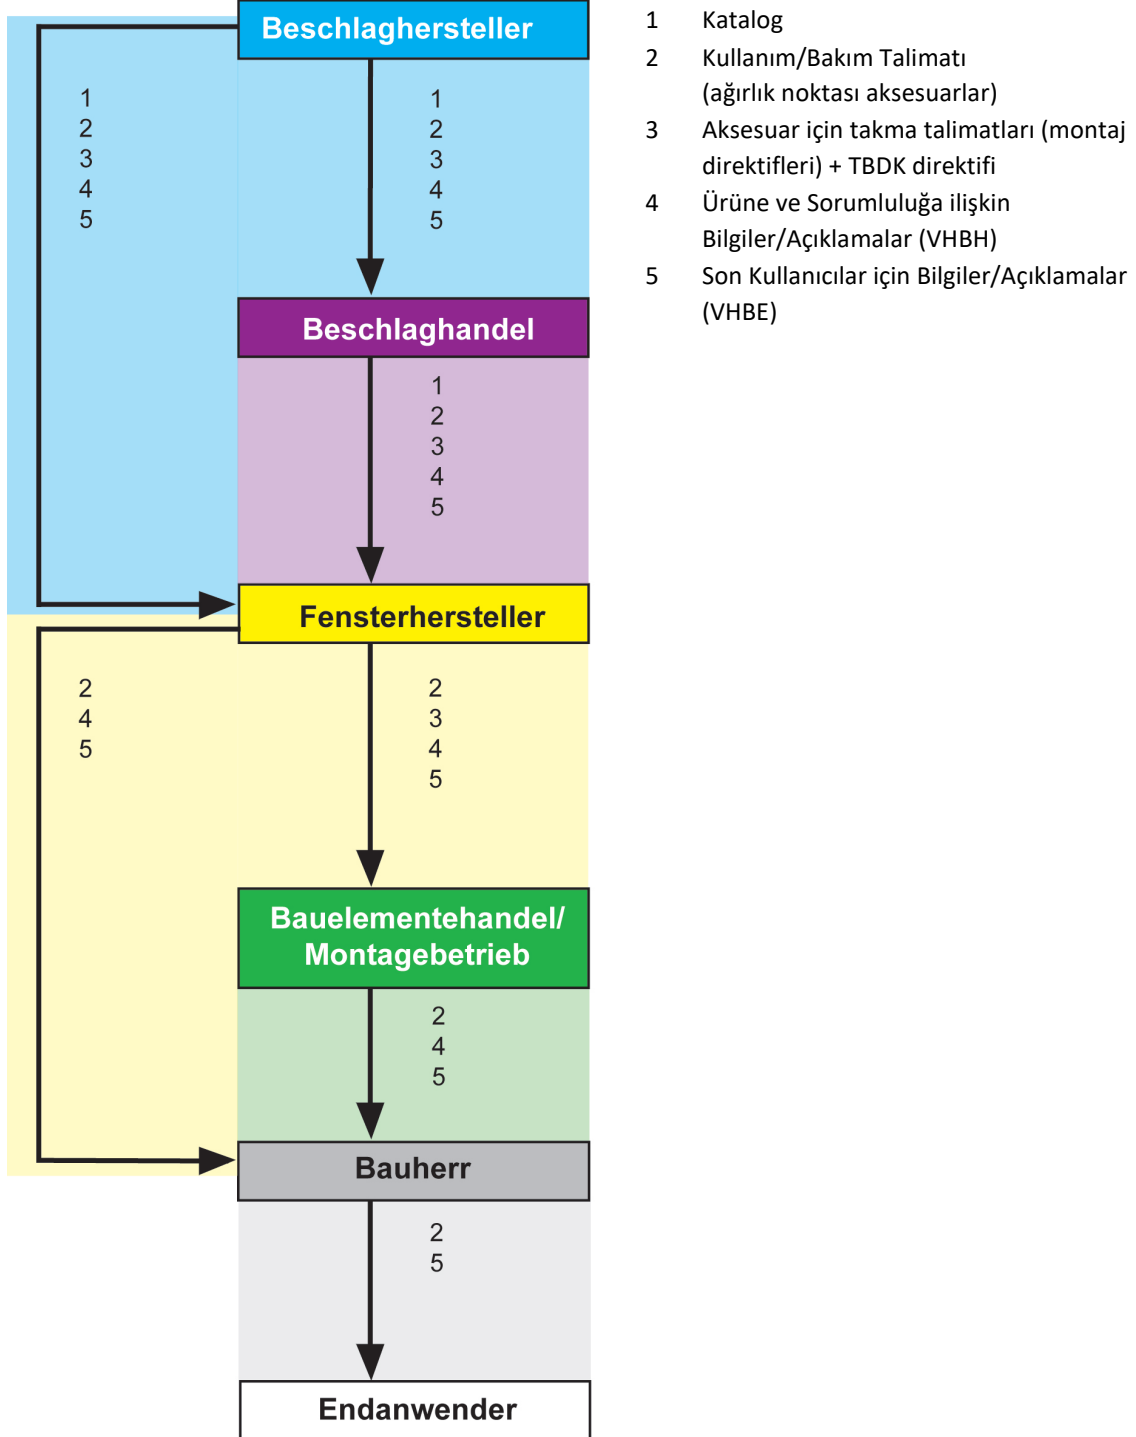 Beschlaghersteller
1
2
3
4
5
1
2
3
4
5
Beschlaghandel
1
2
3
4
5
Fensterhersteller
2
4
5
2
3
4
5
Bauelementehandel/
Montagebetrieb
2
4
5
Bauherr
2
5
Endanwender
1 Katalog
2 Kullanım/Bakım Talimatı
(ağırlık noktası aksesuarlar)
3 Aksesuar için takma talimatları (montaj
direktifleri) + TBDK direktifi
4 Ürüne ve Sorumluluğa ilişkin
Bilgiler/Açıklamalar (VHBH)
5 Son Kullanıcılar için Bilgiler/Açıklamalar
(VHBE)